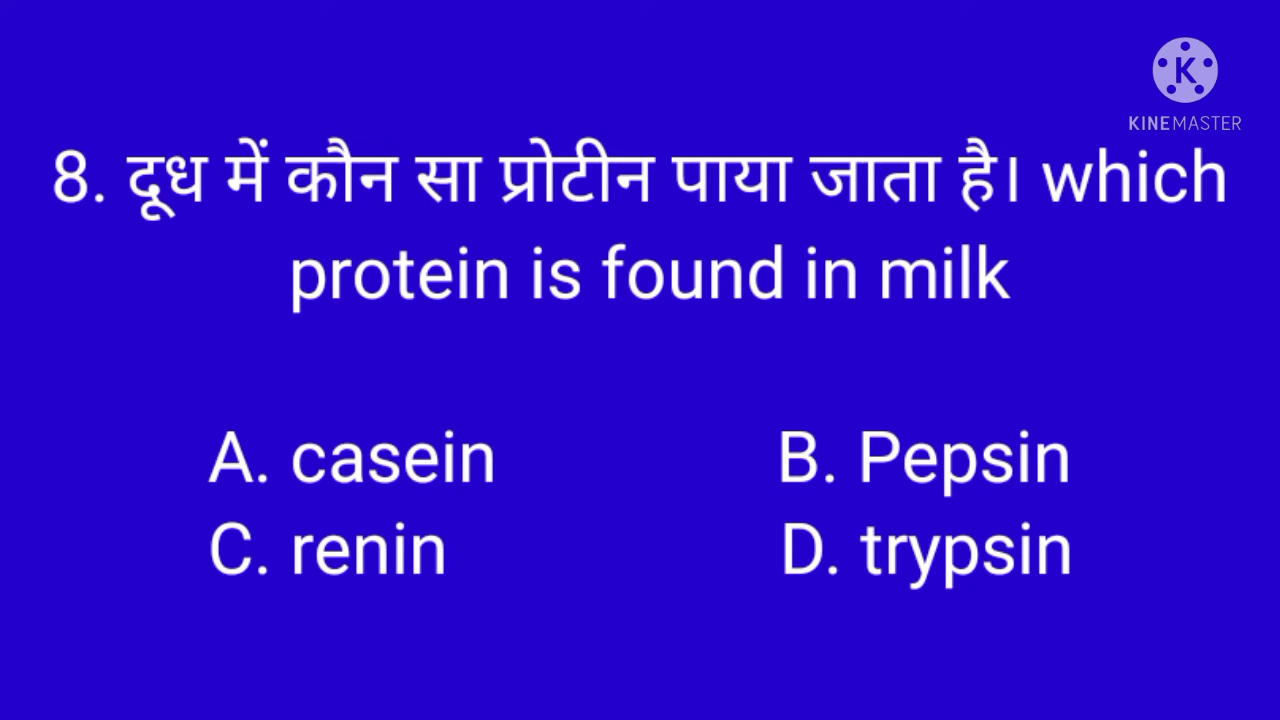 K
KINEMASTER
8. दूध में कौन सा प्रोटीन पाया जाता है। which
protein is found in milk
A. casein B. Pepsin
C. renin D. trypsin